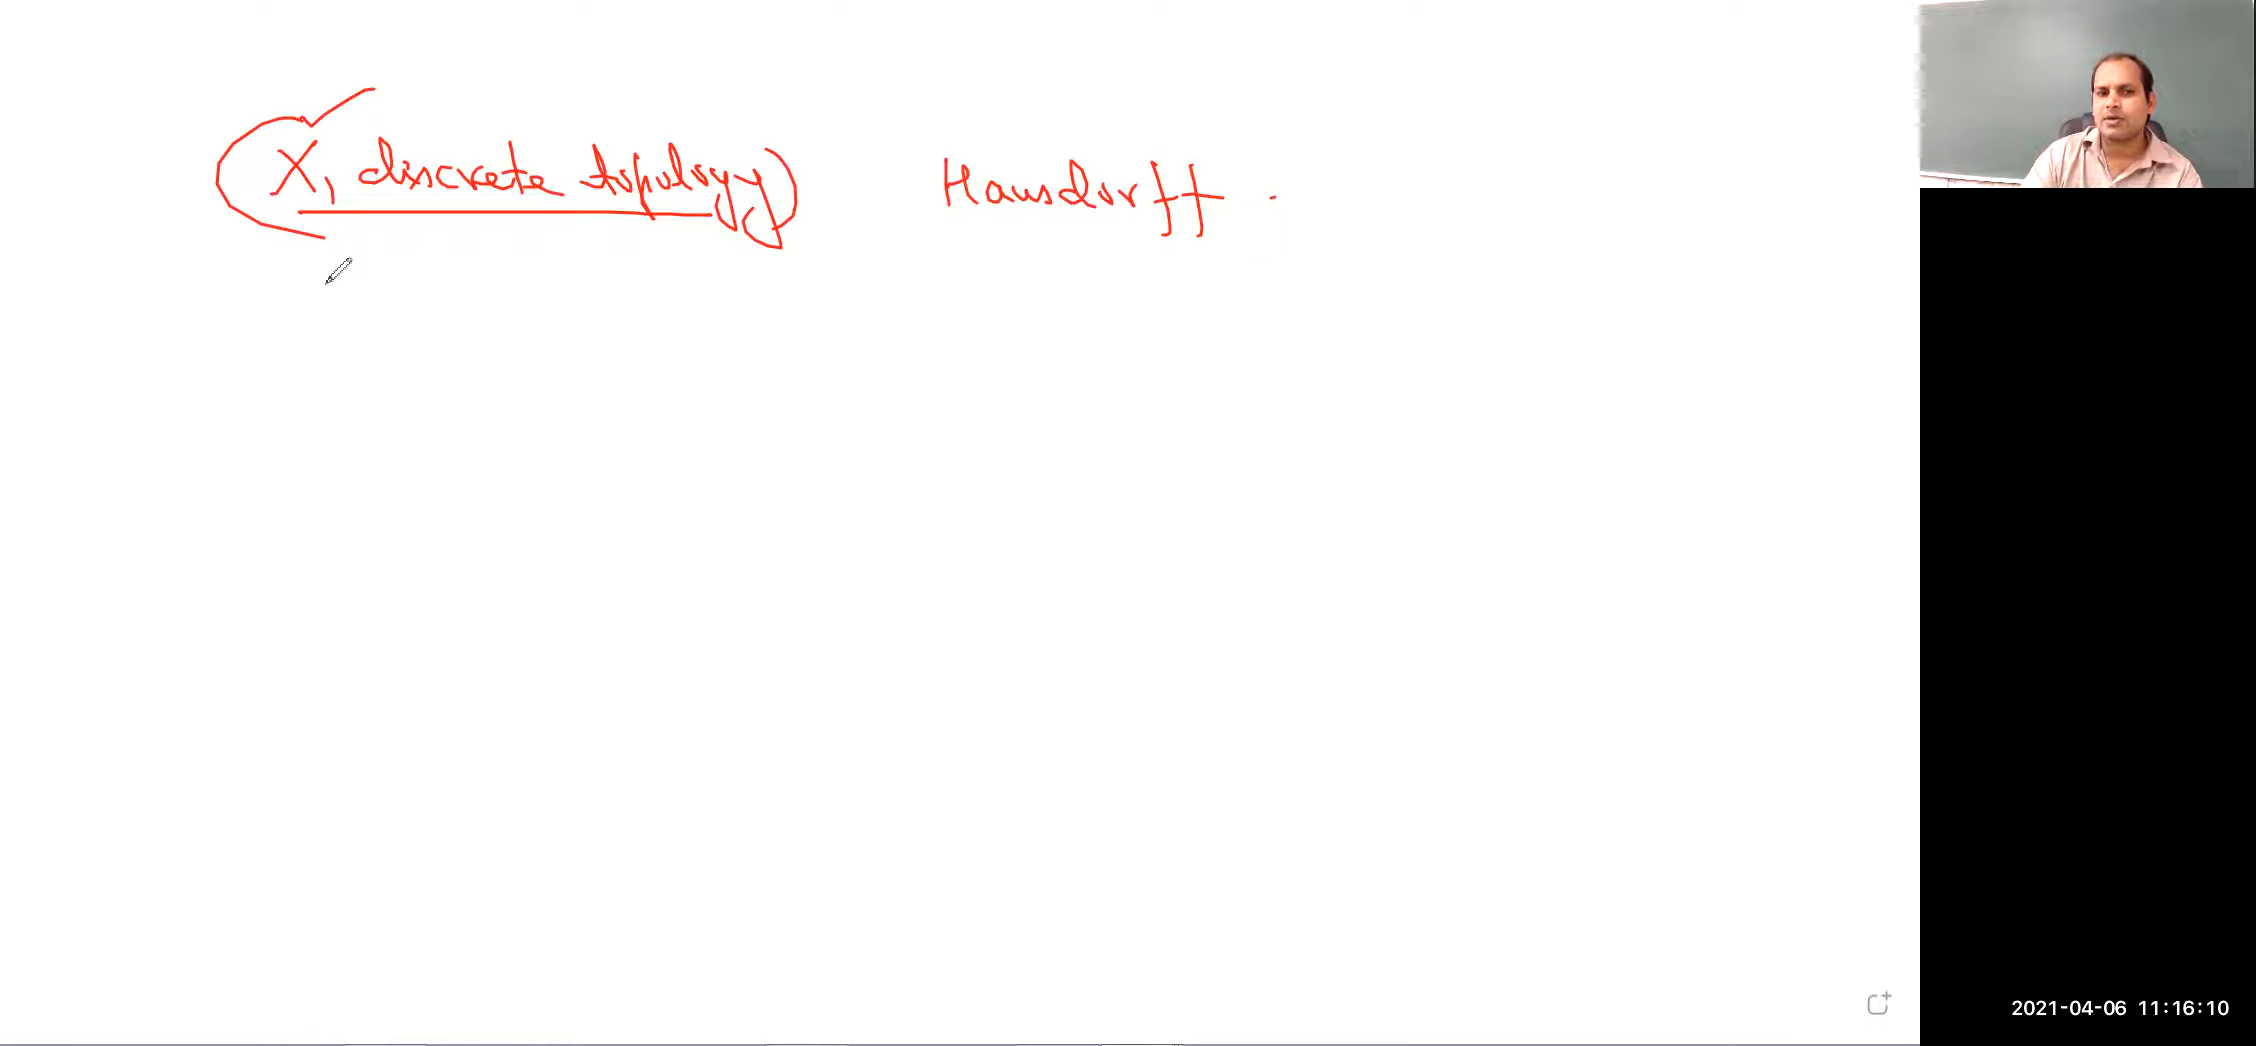 (X, discrete topology) Hausdorff .
2021-04-06 11:16:10